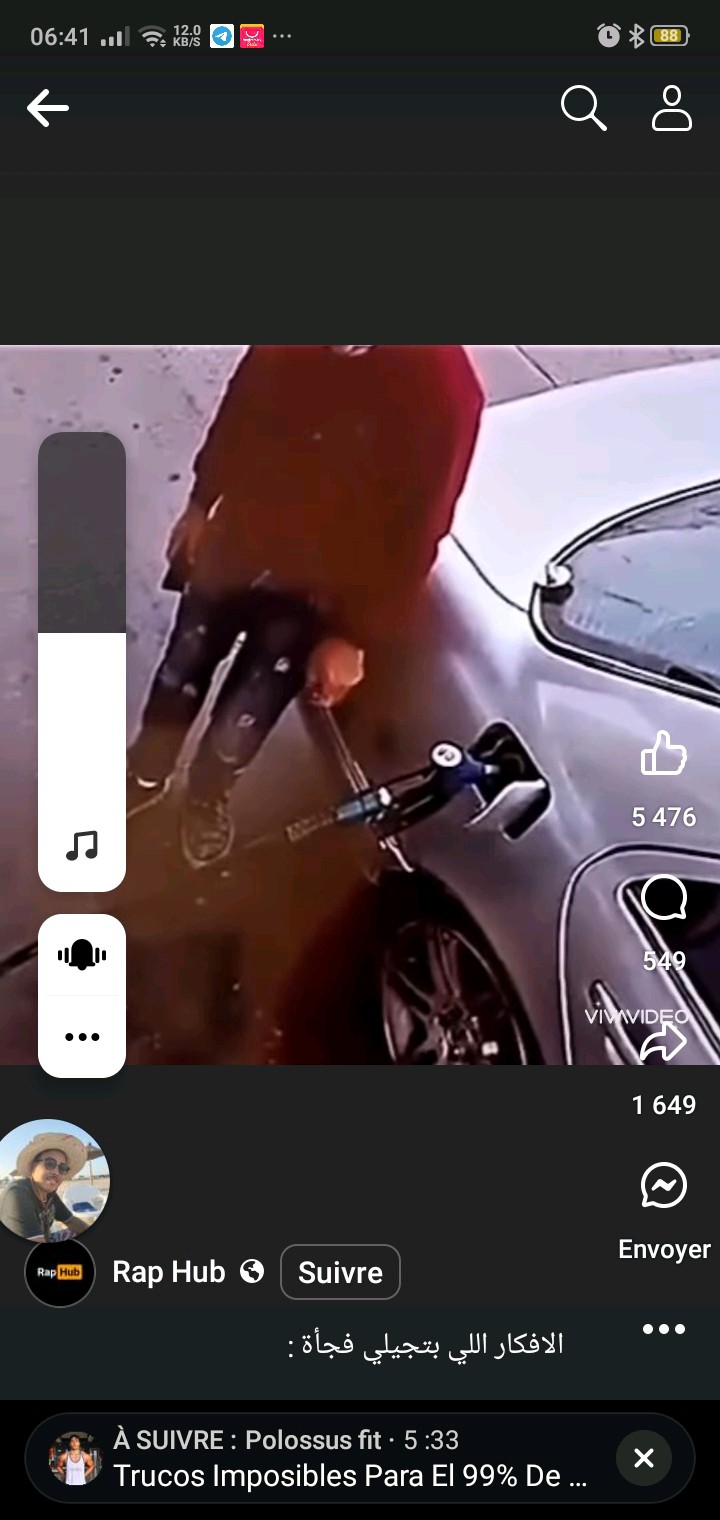 06:41
12.0
KB/S
88
5 476
549
VIVAVIDEO
1 649
Envoyer
Rap Hub
Rap Hub
Suivre
الافكار اللي بتجيلي فجأة :
À SUIVRE : Polossus fit · 5 :33
Trucos Imposibles Para El 99% De ...